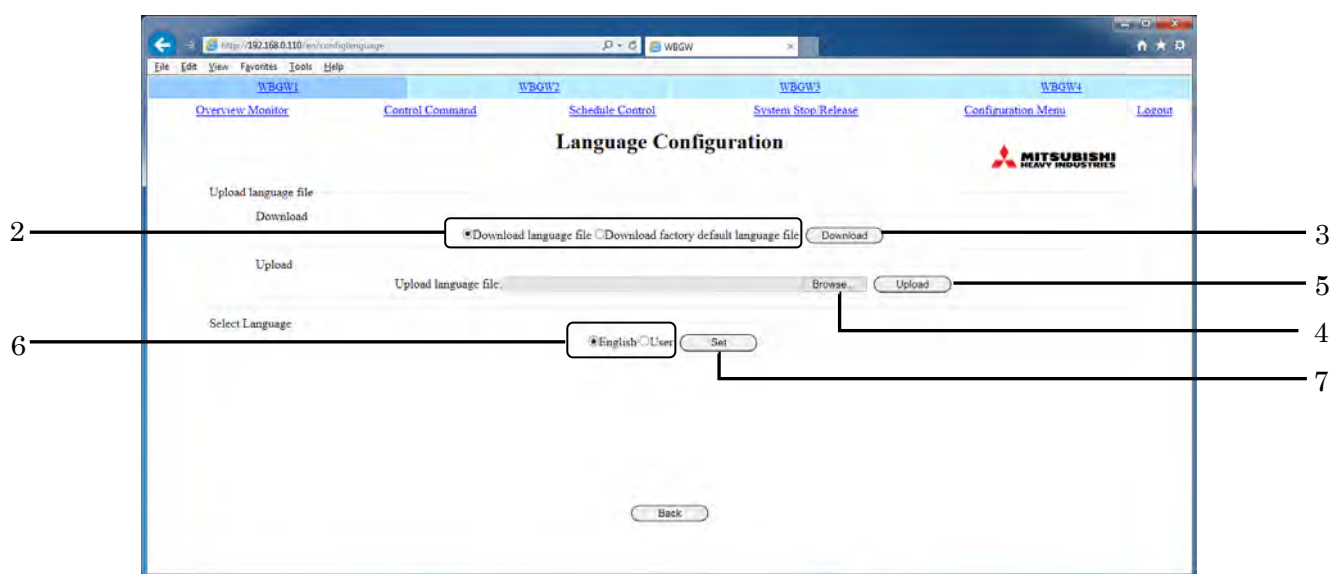 http://192.168.0.110/en/configlanguage WBGW
File Edit View Favorites Tools Help
WBGW1 WBGW2 WBGW3 WBGW4
Overview Monitor Control Command Schedule Control System Stop/Release Configuration Menu Logout
Language Configuration
MITSUBISHI
HEAVY INDUSTRIES
Upload language file
Download
2 Download language file Download factory default language file Download 3
Upload
Upload language file: Browse... Upload 5
Select Language 4
6 English User Set
7
Back